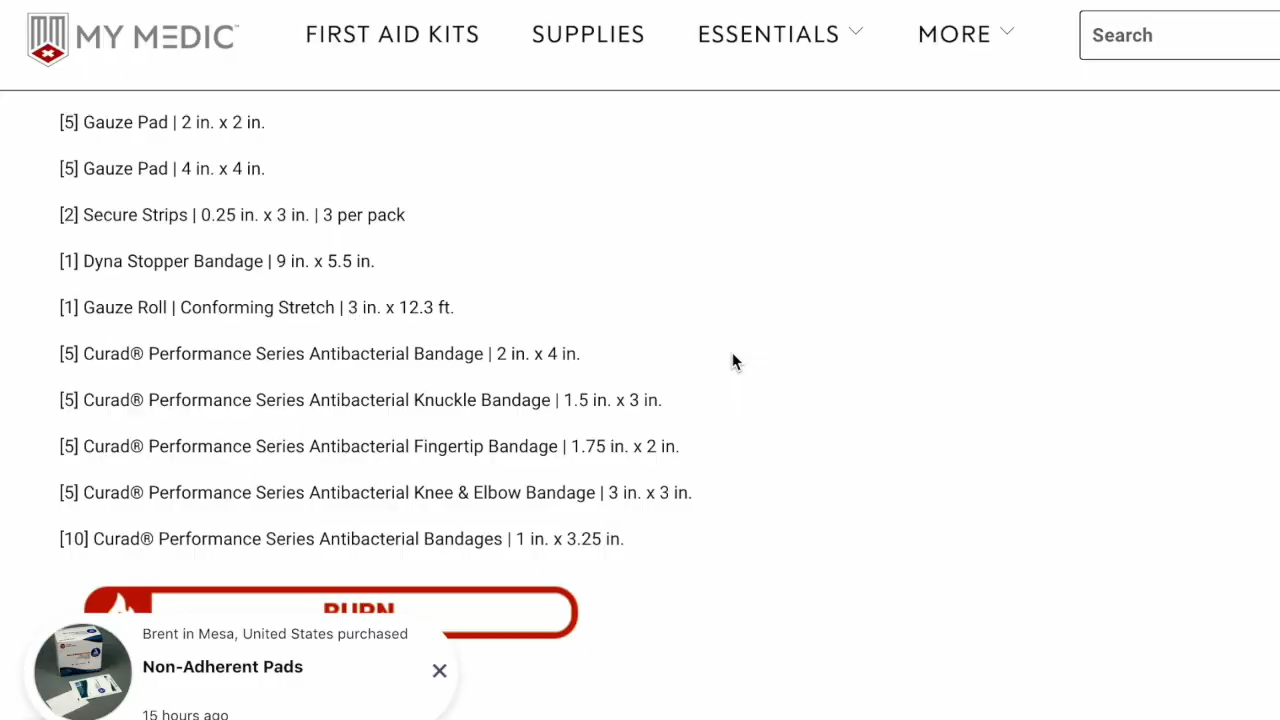 MY MEDIC™
FIRST AID KITS
SUPPLIES
ESSENTIALS
MORE
Search
[5] Gauze Pad | 2 in. x 2 in.
[5] Gauze Pad | 4 in. x 4 in.
[2] Secure Strips | 0.25 in. x 3 in. | 3 per pack
[1] Dyna Stopper Bandage | 9 in. x 5.5 in.
[1] Gauze Roll | Conforming Stretch | 3 in. x 12.3 ft.
[5] Curad® Performance Series Antibacterial Bandage | 2 in. x 4 in.
[5] Curad® Performance Series Antibacterial Knuckle Bandage | 1.5 in. x 3 in.
[5] Curad® Performance Series Antibacterial Fingertip Bandage | 1.75 in. x 2 in.
[5] Curad® Performance Series Antibacterial Knee & Elbow Bandage | 3 in. x 3 in.
[10] Curad® Performance Series Antibacterial Bandages | 1 in. x 3.25 in.
BURN
Brent in Mesa, United States purchased
Non-Adherent Pads
15 hours ago